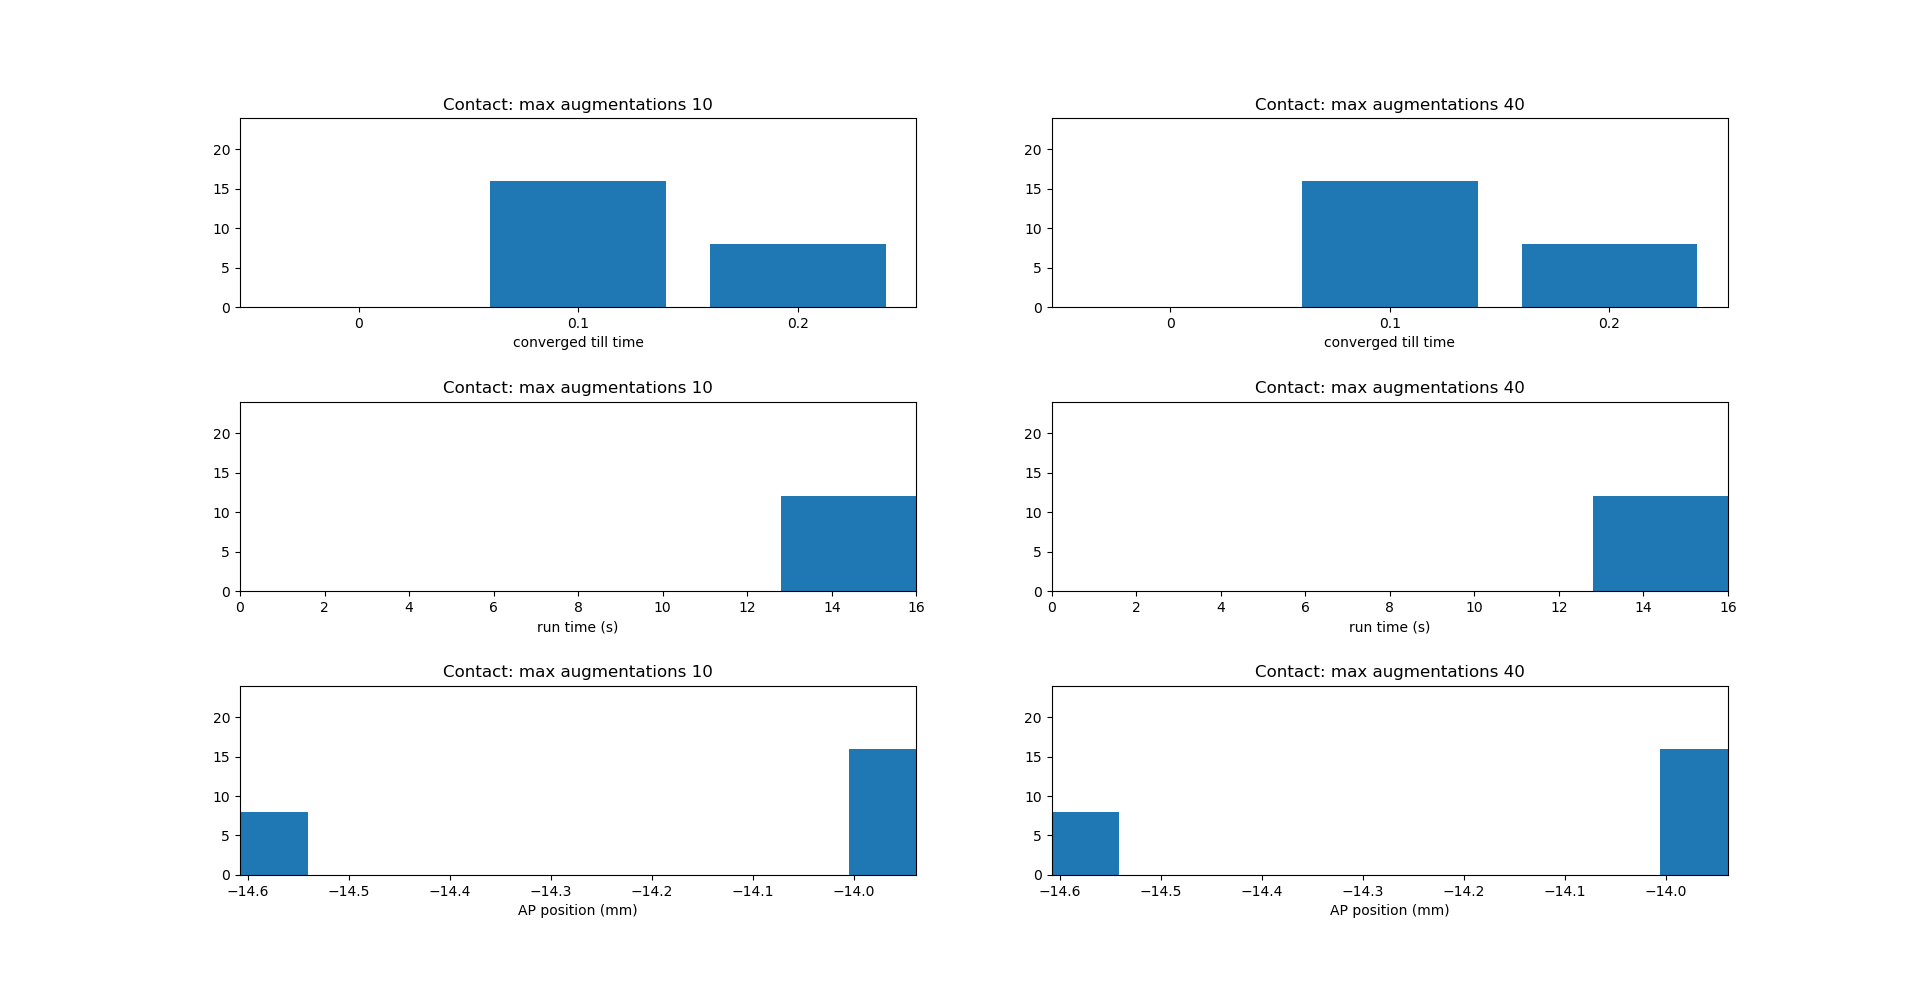 Contact: max augmentations 10
20
15
10
5
0
0 0.1 0.2
converged till time
Contact: max augmentations 40
20
15
10
5
0
0 0.1 0.2
converged till time
Contact: max augmentations 10
20
15
10
5
0
0 2 4 6 8 10 12 14 16
run time (s)
Contact: max augmentations 40
20
15
10
5
0
0 2 4 6 8 10 12 14 16
run time (s)
Contact: max augmentations 10
20
15
10
5
0
−14.6 −14.5 −14.4 −14.3 −14.2 −14.1 −14.0
AP position (mm)
Contact: max augmentations 40
20
15
10
5
0
−14.6 −14.5 −14.4 −14.3 −14.2 −14.1 −14.0
AP position (mm)